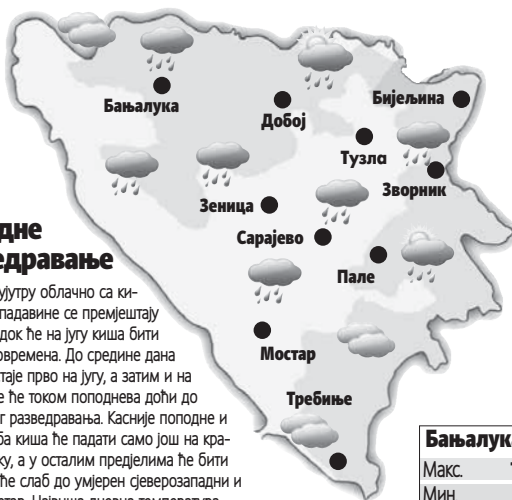 Бањалука
Добој
Бијељина
Тузла
Зворник
Зеница
Сарајево
Пале
Мостар
Требиње
дне
едравање
ујутру облачно са ки-
падавине се премјештају
док ће на југу киша бити
овремена. До средине дана
таје прво на југу, а затим и на
е ће током поподнева доћи до
г разведравања. Касније поподне и
ба киша ће падати само још на кра-
ку, а у осталим предјелима ће бити
ће слаб до умјерен сјеверозападни и
Бањалука
Макс.
Мин